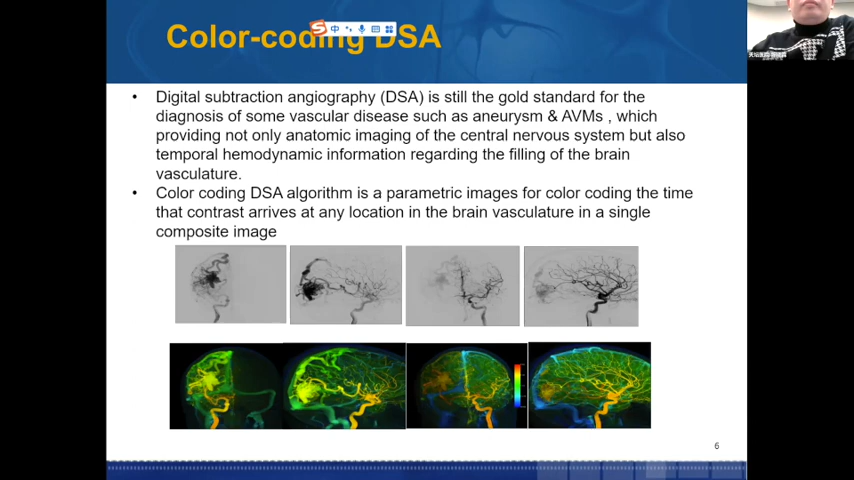 Color-coding DSA
中
• Digital subtraction angiography (DSA) is still the gold standard for the
diagnosis of some vascular disease such as aneurysm & AVMs , which
providing not only anatomic imaging of the central nervous system but also
temporal hemodynamic information regarding the filling of the brain
vasculature.
• Color coding DSA algorithm is a parametric images for color coding the time
that contrast arrives at any location in the brain vasculature in a single
composite image
6